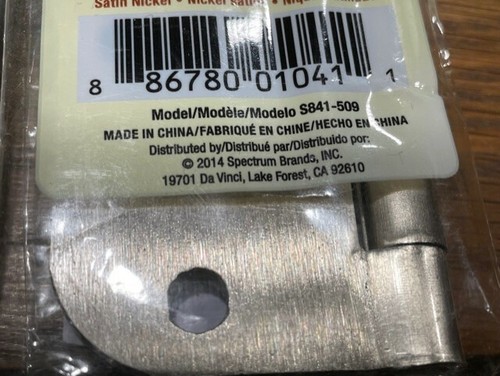 Satin Nickel • Nickel Satin •
8 86780 01041 1
Model/Modèle/Modelo S841-509
MADE IN CHINA/FABRIQUÉ EN CHINE/HECHO EN CHINA
Distributed by/Distribué par/Distribuido por:
© 2014 Spectrum Brands, INC.
19701 Da Vinci, Lake Forest, CA 92610